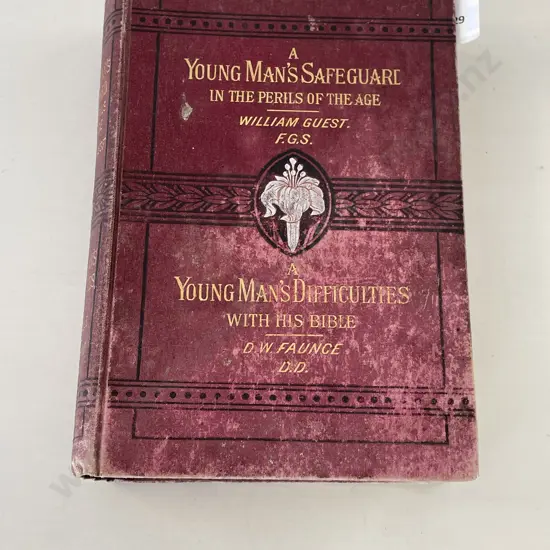 A
YOUNG MAN'S SAFEGUARD
IN THE PERILS OF THE AGE
WILLIAM GUEST.
F.G.S.
A
YOUNG MAN'S DIFFICULTIES
WITH HIS BIBLE
D.W. FAUNCE
D.D.